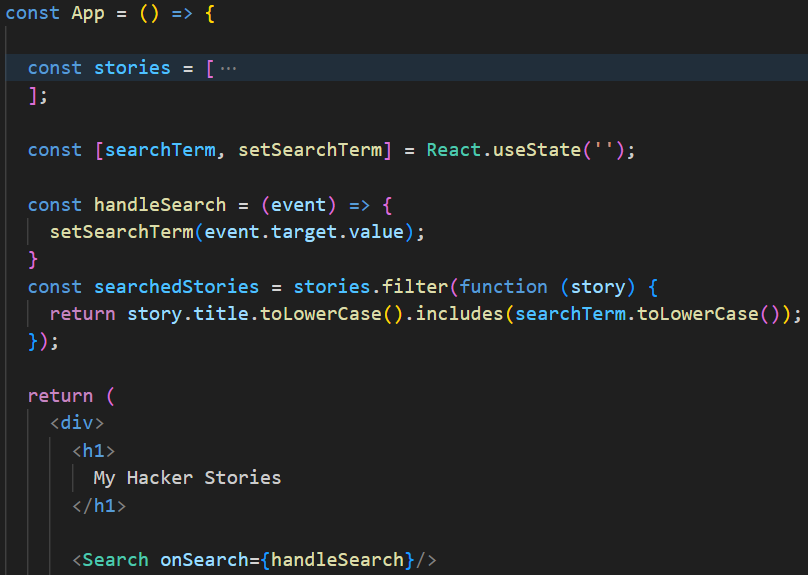 const App = () => {
const stories = [ ···
];
const [searchTerm, setSearchTerm] = React.useState('');
const handleSearch = (event) => {
setSearchTerm(event.target.value);
}
const searchedStories = stories.filter(function (story) {
return story.title.toLowerCase().includes(searchTerm.toLowerCase());
});
return (
<div>
<h1>
My Hacker Stories
</h1>
<Search onSearch={handleSearch}/>